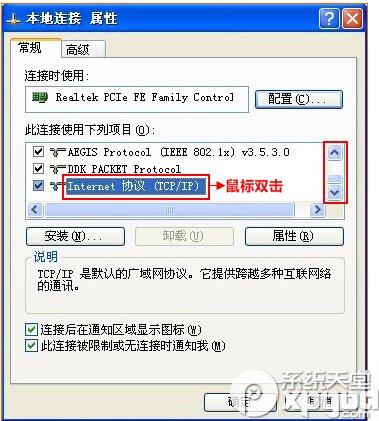 本地连接 属性
常规 高级
连接时使用:
Realtek PCIe FE Family Control
配置(C)...
此连接使用下列项目(O):
AEGIS Protocol (IEEE 802.1x) v3.5.3.0
DDK PACKET Protocol
Internet 协议 (TCP/IP)
鼠标双击
安装(N)... 卸载(U) 属性(R)
说明
TCP/IP 是默认的广域网协议。它提供跨越多种互联网络
的通讯。
连接后在通知区域显示图标(W)
此连接被限制或无连接时通知我(M)
确定 取消
系统天堂